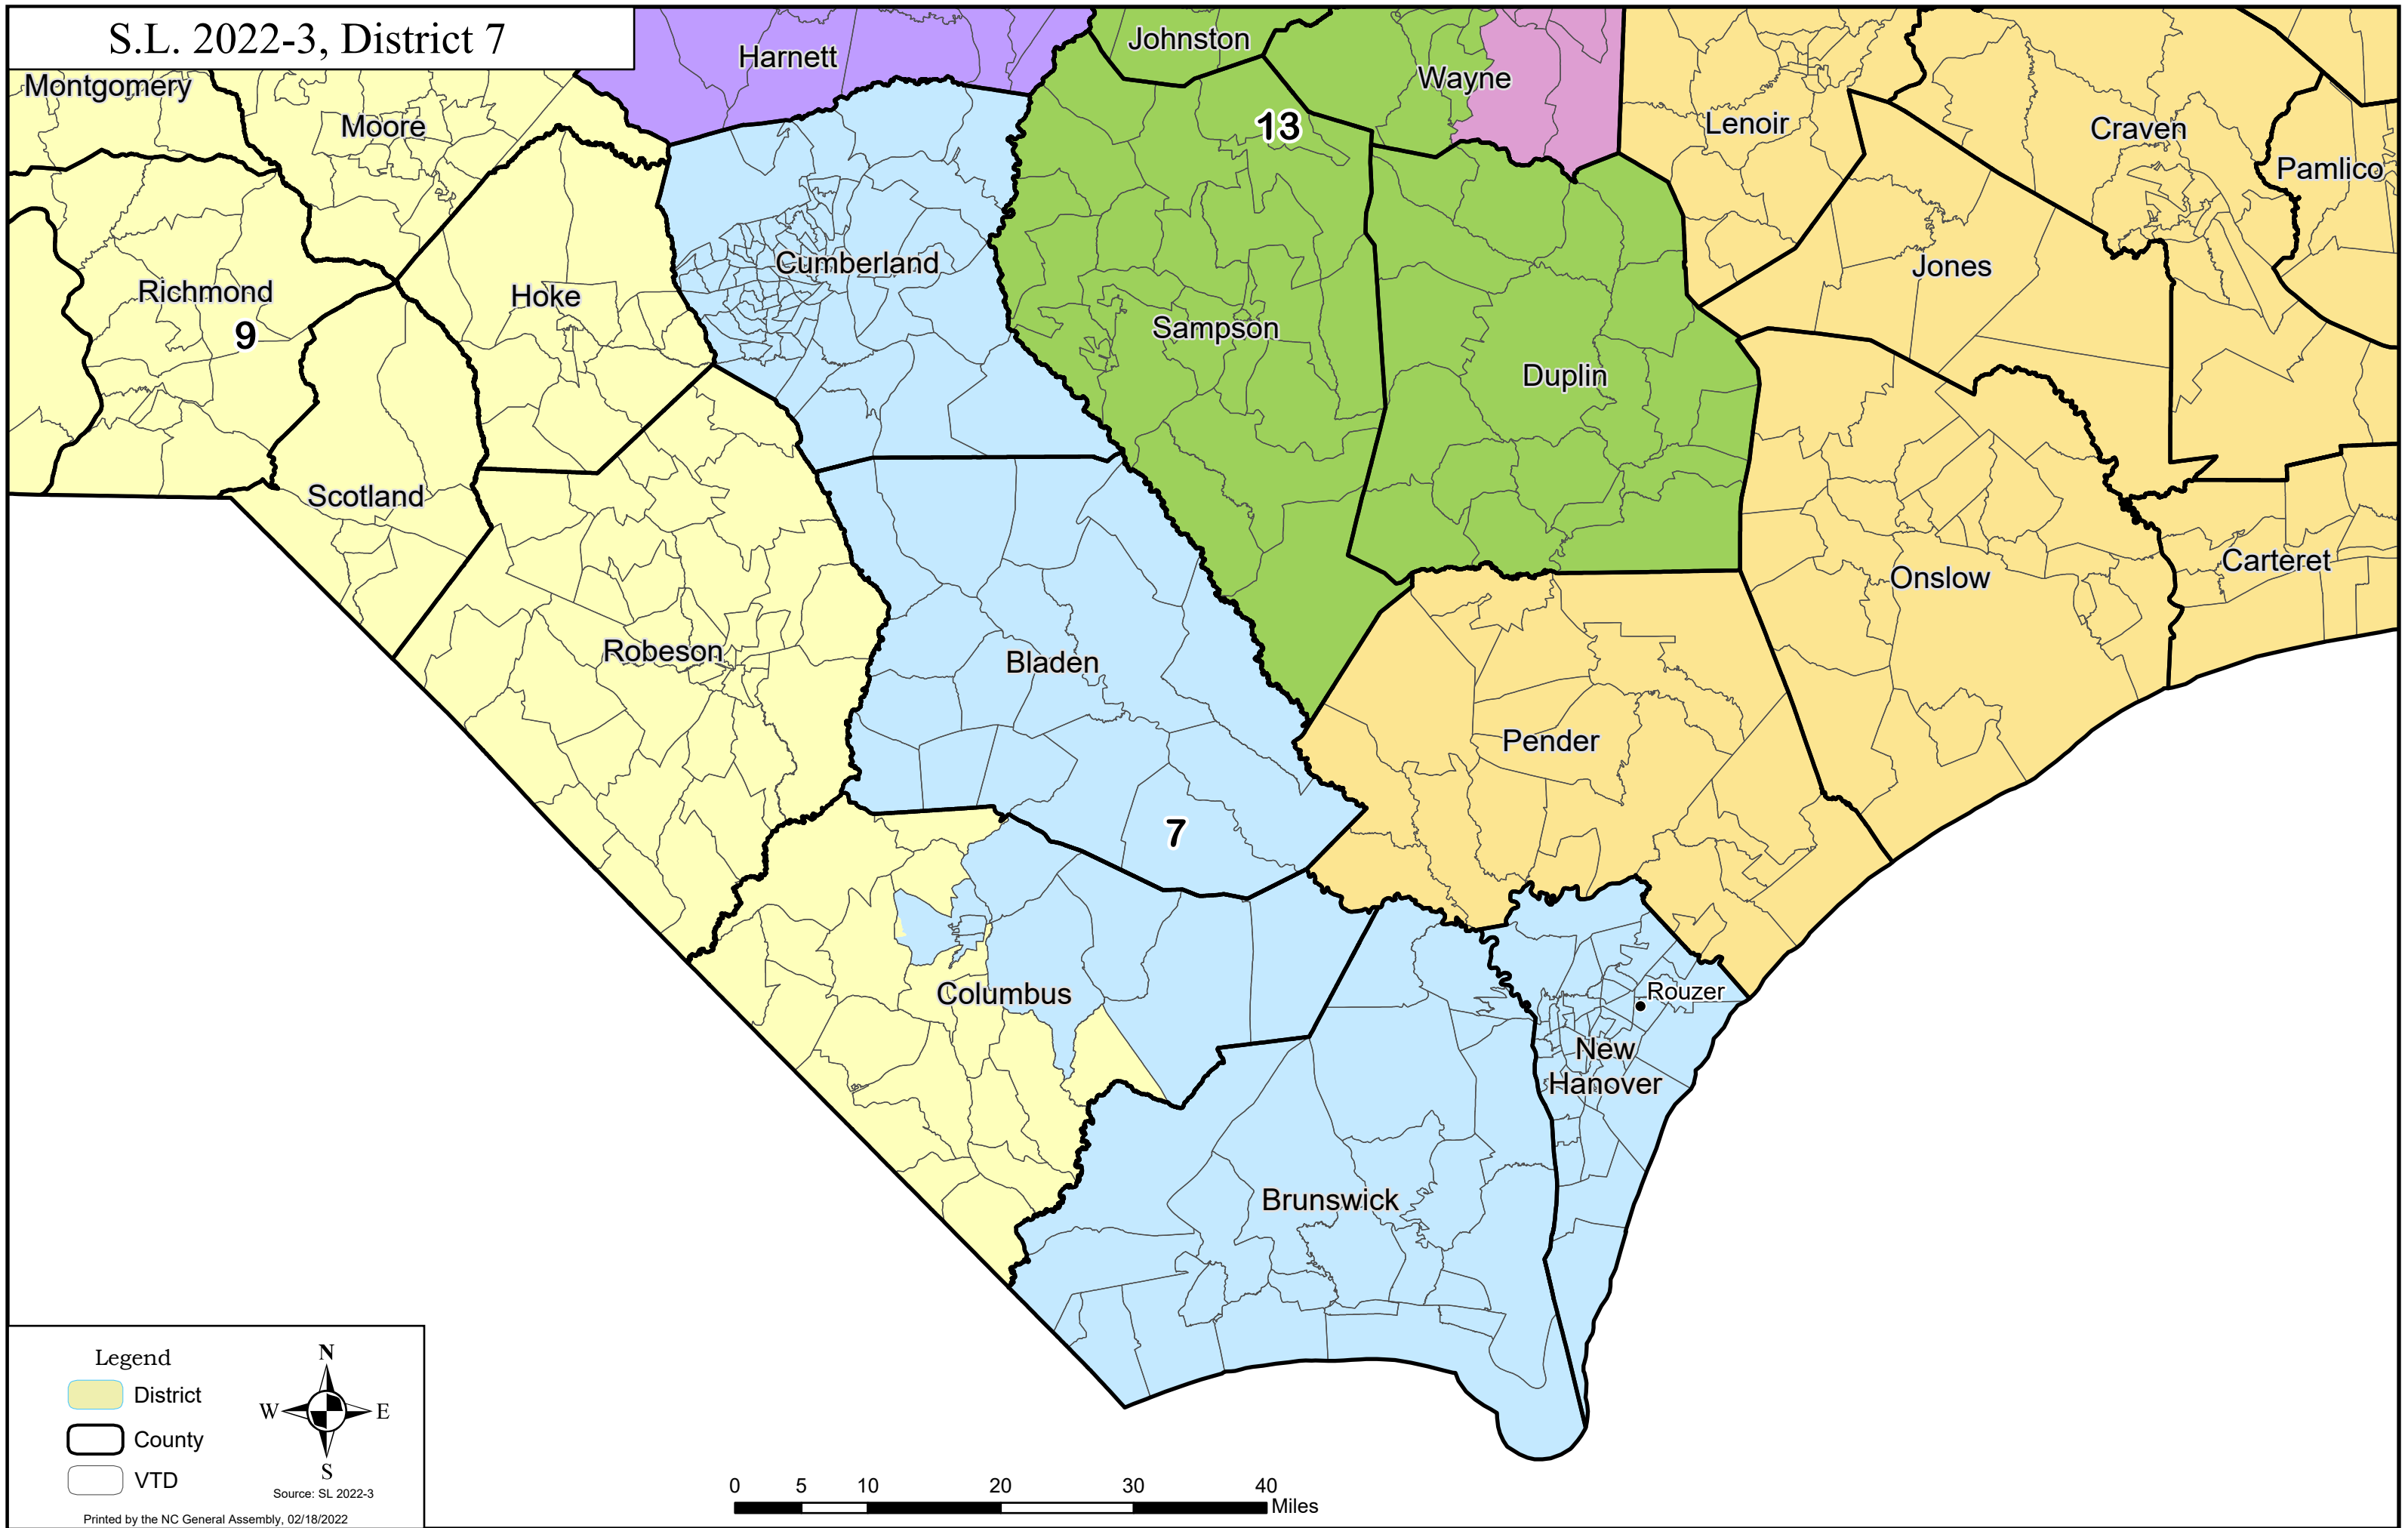 S.L. 2022-3, District 7
Harnett
Johnston
Wayne
Montgomery
Moore
13
Lenoir
Craven
Pamlico
Cumberland
Jones
Richmond
9
Hoke
Sampson
Duplin
Scotland
Onslow
Carteret
Robeson
Bladen
Pender
7
Columbus
Rouzer
New
Hanover
Brunswick
Legend
District
County
VTD
N
W
E
S
Source: SL 2022-3
Printed by the NC General Assembly, 02/18/2022
0 5 10 20 30 40
Miles